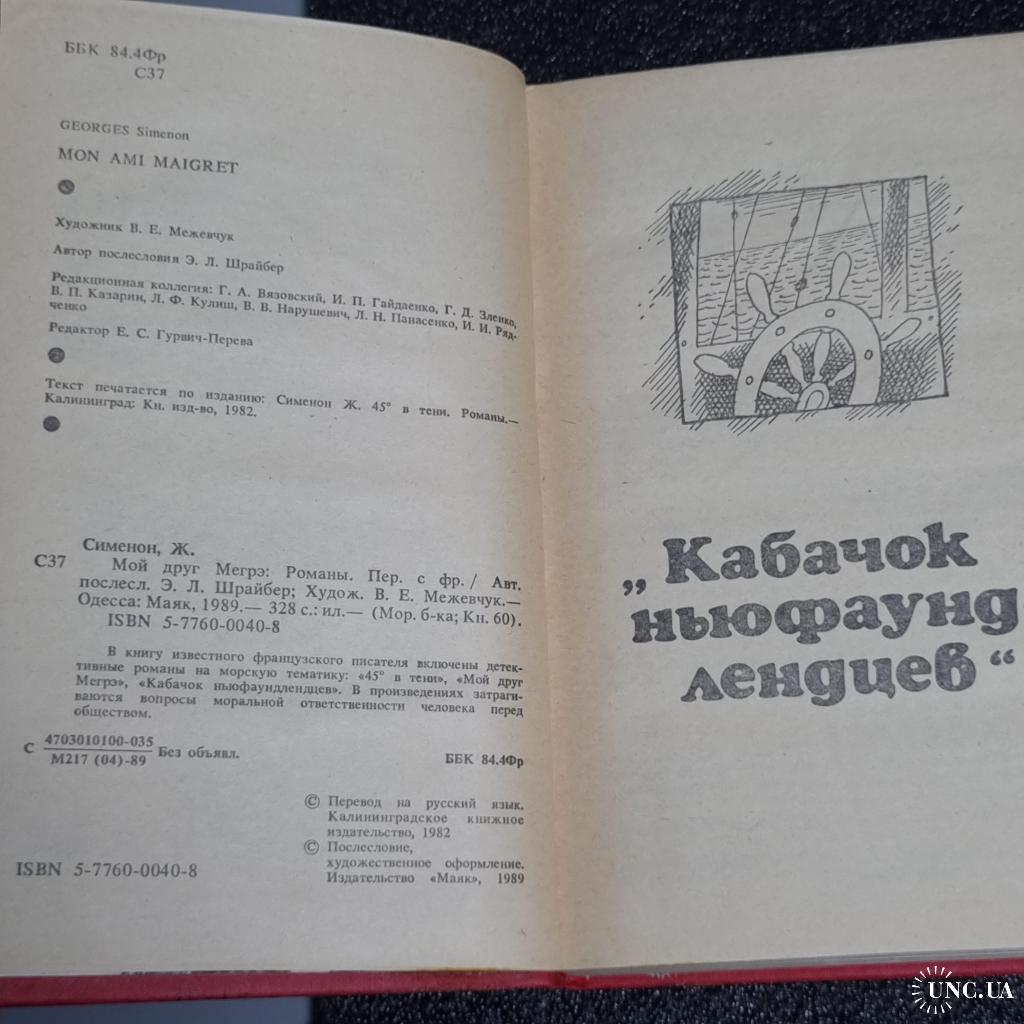 ББК 84.4Фр
С37
GEORGES Simenon
MON AMI MAIGRET
Художник В. Е. Межевчук
Автор послесловия Э. Л. Шрайбер
Редакционная коллегия: Г. А. Вязовский, И. П. Гайдаенко, Г. Д. Зленко,
В. П. Казарин, Л. Ф. Кулиш, В. В. Нарушевич, Л. Н. Панасенко, И. И. Ряд-
ченко
Редактор Е. С. Гурвич-Перева
Текст печатается по изданию: Сименон Ж. 45° в тени. Романы.—
Калининград: Кн. изд-во, 1982.
Сименон, Ж.
С37 Мой друг Мегрэ: Романы. Пер. с фр./ Авт.
послесл. Э. Л. Шрайбер; Худож. В. Е. Межевчук.—
Одесса: Маяк, 1989.— 328 с.: ил.— (Мор. б-ка; Кн. 60).
ISBN 5-7760-0040-8
В книгу известного французского писателя включены детек-
тивные романы на морскую тематику: «45° в тени», «Мой друг
Мегрэ», «Кабачок ньюфаундлендцев». В произведениях затраги-
ваются вопросы моральной ответственности человека перед
обществом.
С 4703010100-035
М217 (04)-89 Без объявл.
ББК 84.4Фр
© Перевод на русский язык.
Калининградское книжное
издательство, 1982
© Послесловие,
художественное оформление.
Издательство «Маяк», 1989
ISBN 5-7760-0040-8
„Кабачок
ньюфаунд
лендцев“
UNC.UA